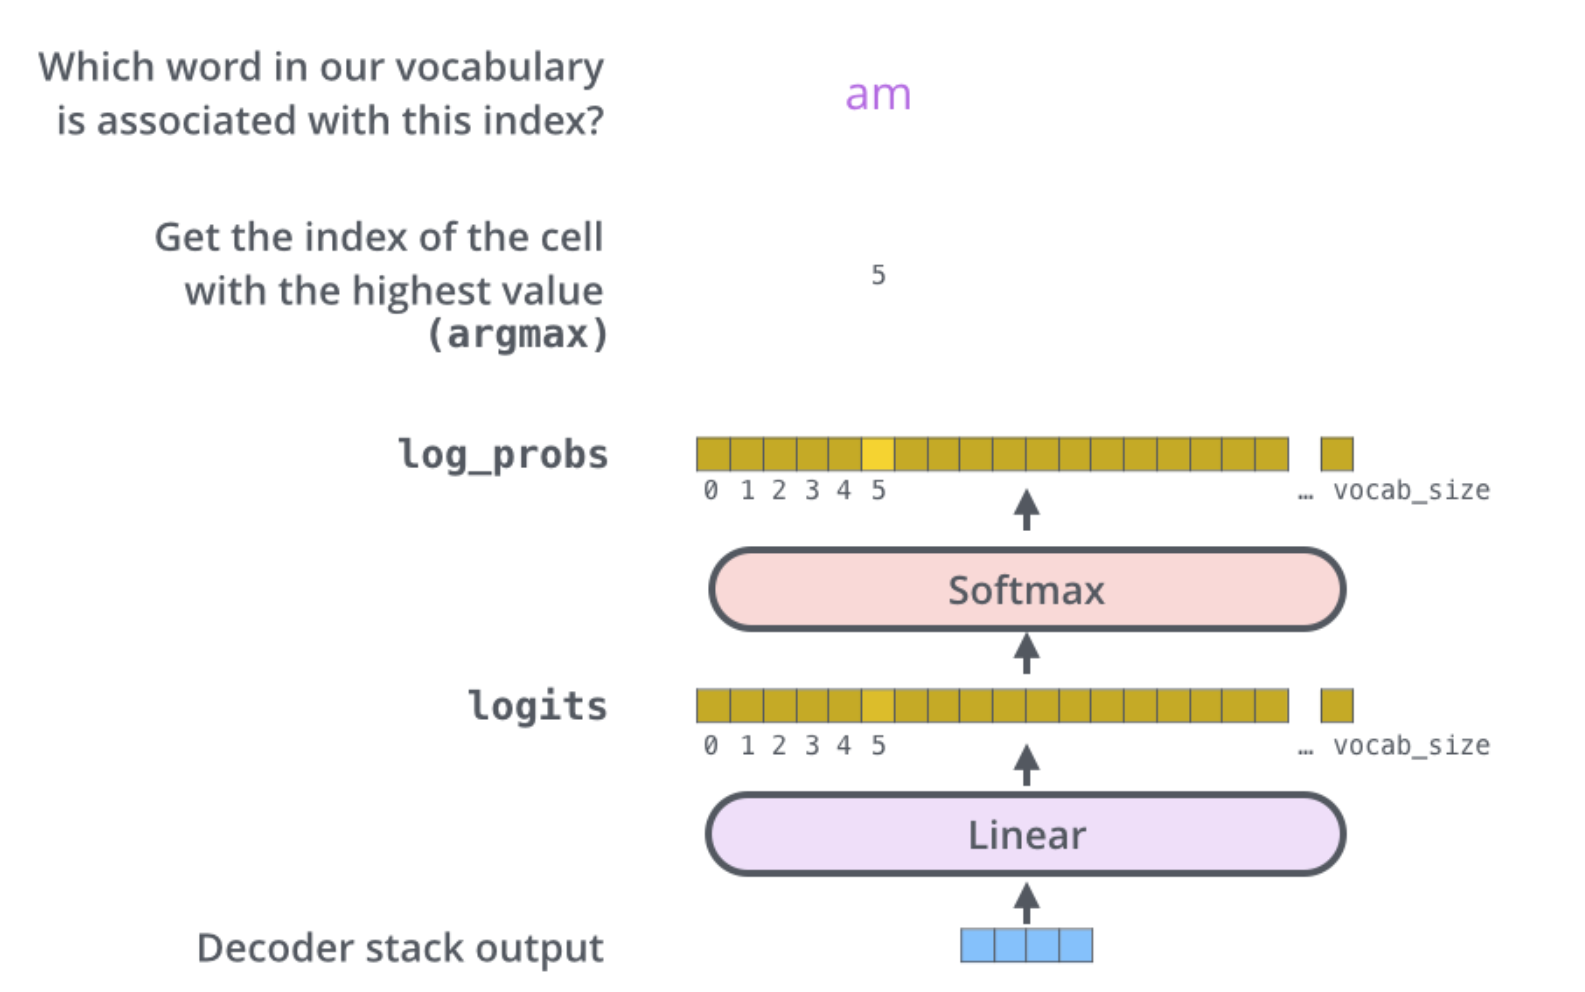 Which word in our vocabulary
is associated with this index?
am
Get the index of the cell
with the highest value
(argmax)
5
log_probs
0 1 2 3 4 5 … vocab_size
Softmax
logits
0 1 2 3 4 5 … vocab_size
Linear
Decoder stack output